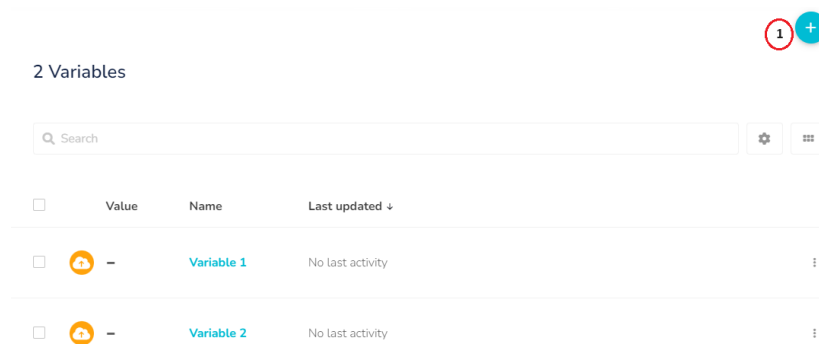 1 +
2 Variables
Search
Value Name Last updated ↓
– Variable 1 No last activity
– Variable 2 No last activity